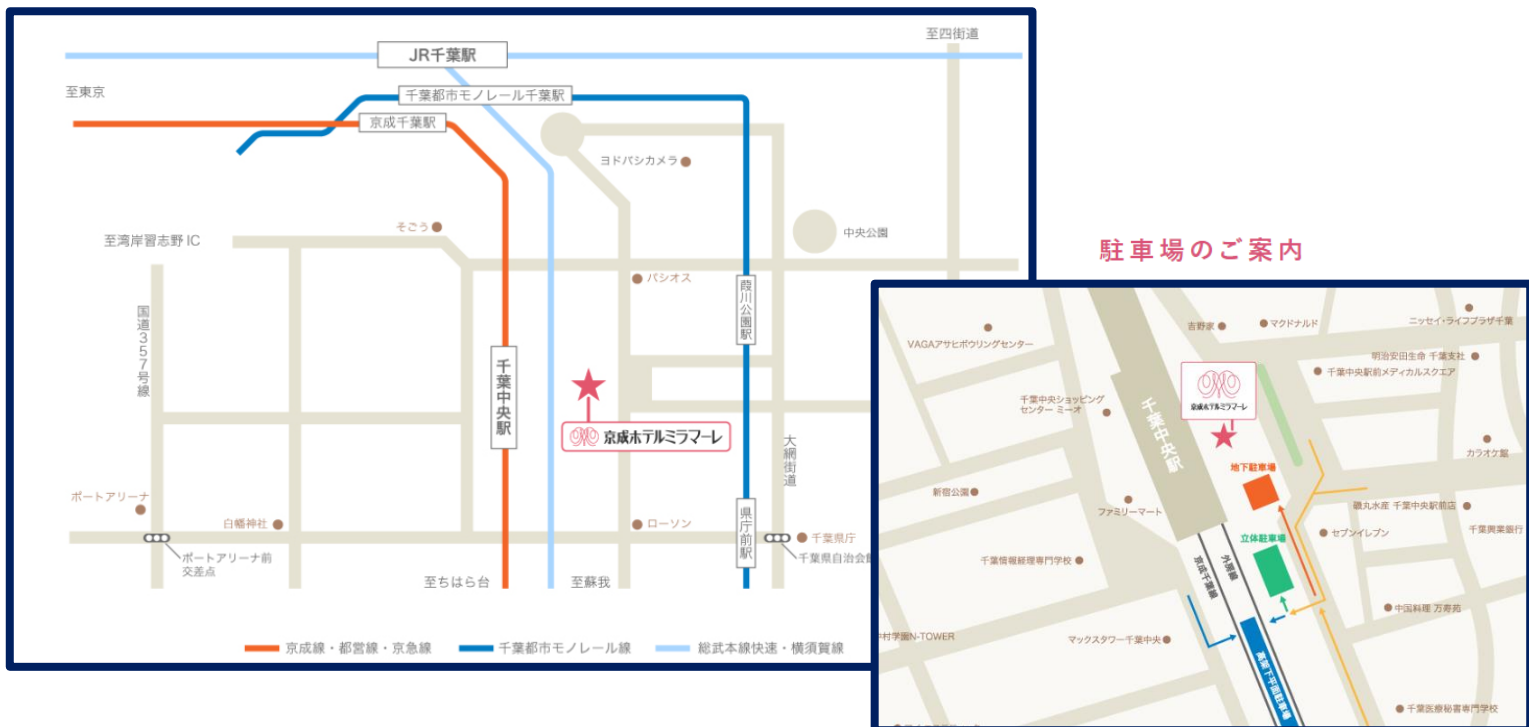 至四街道
JR千葉駅
至東京
千葉都市モノレール千葉駅
京成千葉駅
ヨドバシカメラ
そごう
中央公園
至湾岸習志野 IC
パシオス
葭川公園駅
国道357号線
千葉中央駅
京成ホテルミラマーレ
大網街道
ポートアリーナ
白幡神社
ローソン
県庁前駅
千葉県庁
ポートアリーナ前
交差点
千葉県自治会館
至ちはら台
至蘇我
京成線・都営線・京急線
千葉都市モノレール線
総武本線快速・横須賀線
駐車場のご案内
吉野家
マクドナルド
ニッセイ・ライフプラザ千葉
VAGAアサヒボウリングセンター
明治安田生命 千葉支社
千葉中央駅前メディカルスクエア
京成ホテルミラマーレ
千葉中央ショッピング
センター ミーオ
千葉中央駅
カラオケ館
地下駐車場
新宿公園
ファミリーマート
磯丸水産 千葉中央駅前店
千葉興業銀行
セブンイレブン
立体駐車場
外房線
京成千葉線
千葉情報経理専門学校
中国料理 万寿苑
村学園N-TOWER
マックスタワー千葉中央
高架下平面駐車場
千葉医療秘書専門学校